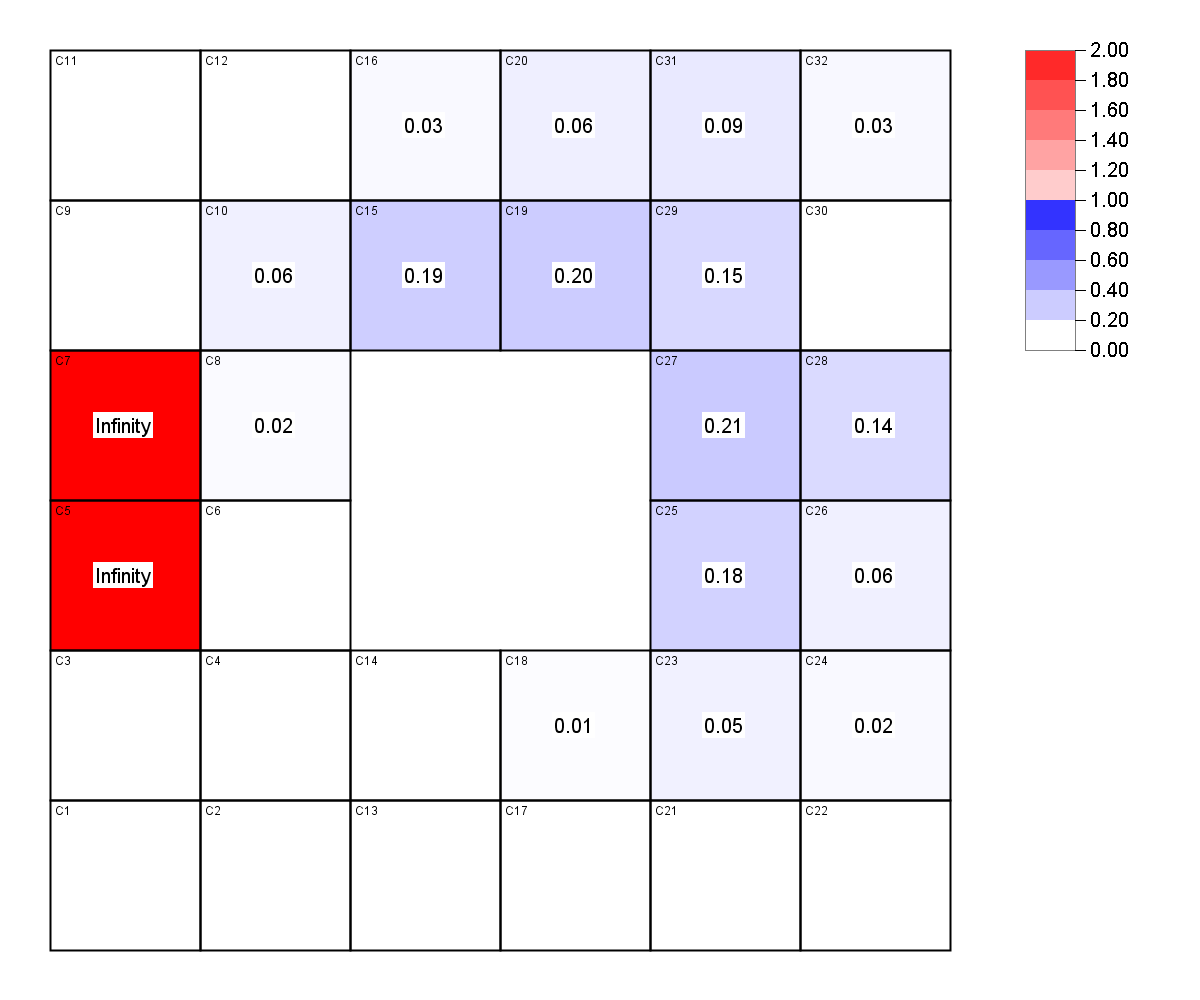 C11 C12 C16 C20 C31 C32
0.03 0.06 0.09 0.03
C9 C10 C15 C19 C29 C30
0.06 0.19 0.20 0.15
C7 C8 C27 C28
Infinity 0.02 0.21 0.14
C5 C6 C25 C26
Infinity 0.18 0.06
C3 C4 C14 C18 C23 C24
0.01 0.05 0.02
C1 C2 C13 C17 C21 C22
2.00
1.80
1.60
1.40
1.20
1.00
0.80
0.60
0.40
0.20
0.00